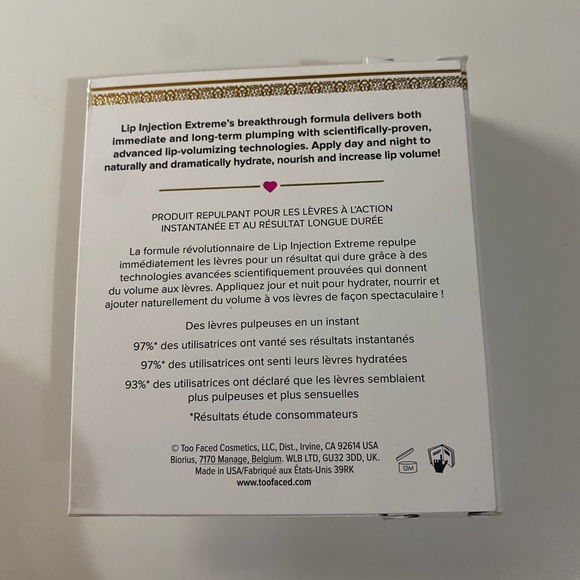 Lip Injection Extreme's breakthrough formula delivers both
immediate and long-term plumping with scientifically-proven,
advanced lip-volumizing technologies. Apply day and night to
naturally and dramatically hydrate, nourish and increase lip volume!
PRODUIT REPULPANT POUR LES LÈVRES À L'ACTION
INSTANTANÉE ET AU RÉSULTAT LONGUE DURÉE
La formule révolutionnaire de Lip Injection Extreme repulpe
immédiatement les lèvres pour un résultat qui dure grâce à des
technologies avancées scientifiquement prouvées qui donnent
du volume aux lèvres. Appliquez jour et nuit pour hydrater, nourrir et
ajouter naturellement du volume à vos lèvres de façon spectaculaire !
Des lèvres pulpeuses en un instant
97%* des utilisatrices ont vanté ses résultats instantanés
97%* des utilisatrices ont senti leurs lèvres hydratées
93%* des utilisatrices ont déclaré que les lèvres semblaient
plus pulpeuses et plus sensuelles
*Résultats étude consommateurs
© Too Faced Cosmetics, LLC, Dist., Irvine, CA 92614 USA
Biorius, 7170 Manage, Belgium. WLB LTD, GU32 3DD, UK.
Made in USA/Fabriqué aux États-Unis 39RK
www.toofaced.com
12M